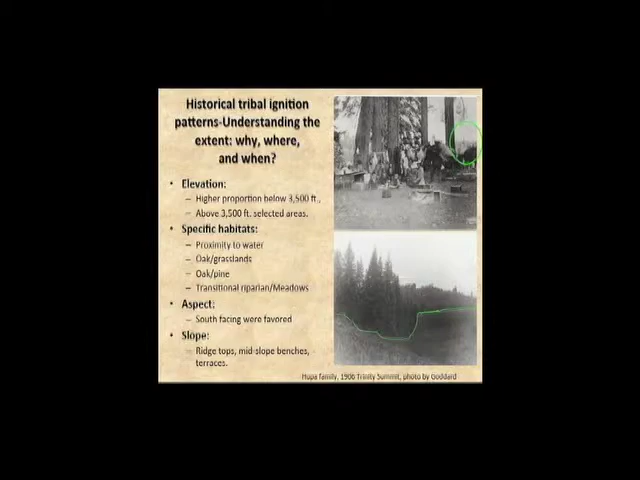 Historical tribal ignition
patterns-Understanding the
extent: why, where,
and when?
• Elevation:
– Higher proportion below 3,500 ft.,
– Above 3,500 ft. selected areas.
• Specific habitats:
– Proximity to water
– Oak/grasslands
– Oak/pine
– Transitional riparian/Meadows
• Aspect:
– South facing were favored
• Slope:
– Ridge tops, mid-slope benches,
terraces.
Hupa family, 1906 Trinity Summit, photo by Goddard